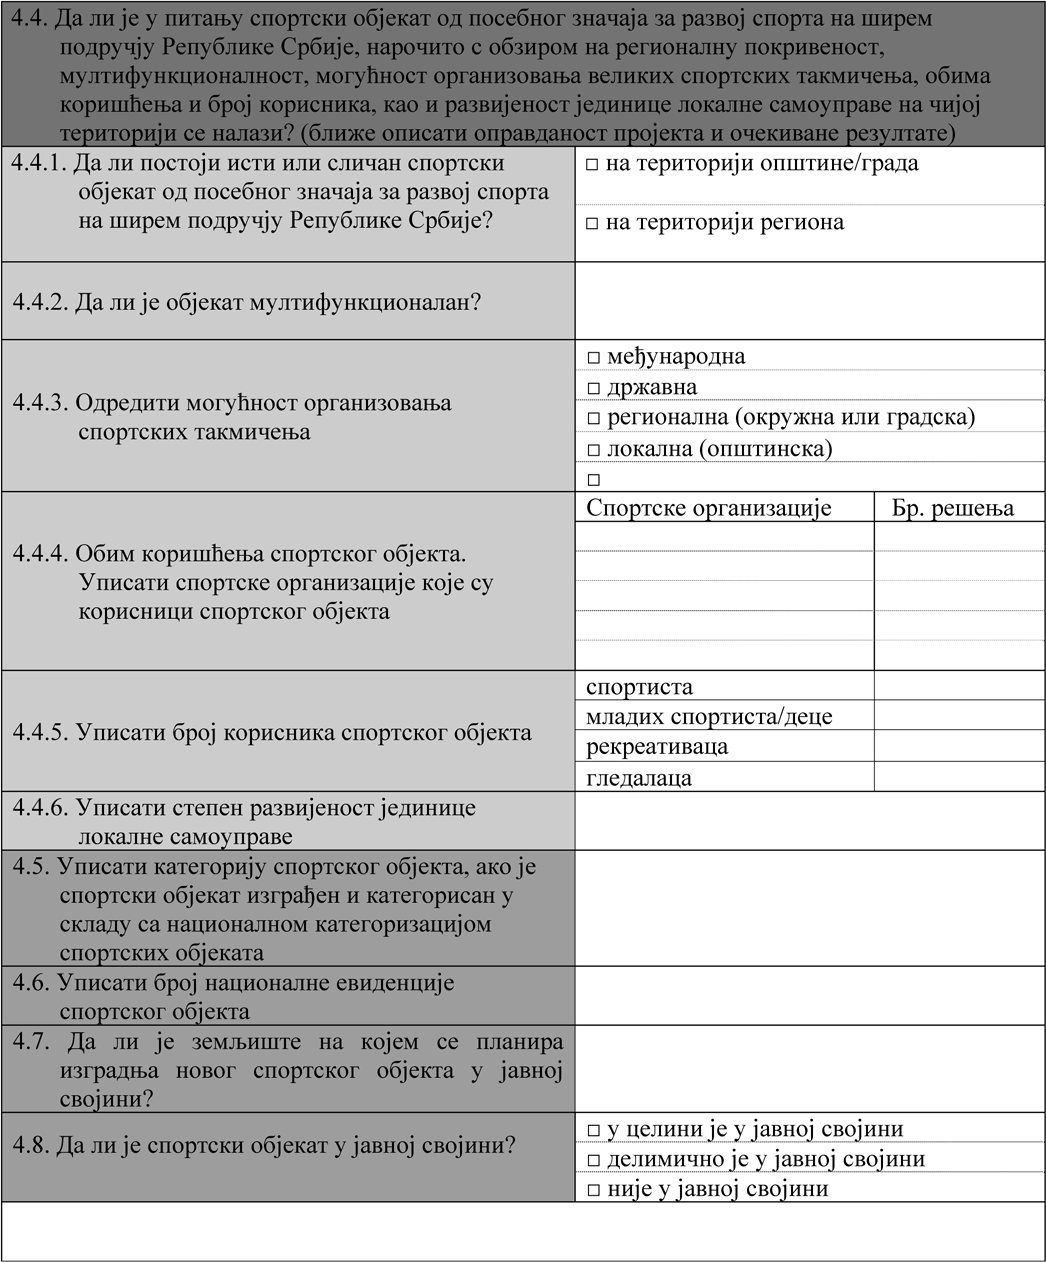 4.4. Да ли је у питању спортски објекат од посебног значаја за развој спорта на ширем
подручју Републике Србије, нарочито с обзиром на регионалну покривеност,
мултифункционалност, могућност организовања великих спортских такмичења, обима
коришћења и број корисника, као и развијеност јединице локалне самоуправе на чијој
територији се налази? (ближе описати оправданост пројекта и очекиване резултате)
4.4.1. Да ли постоји исти или сличан спортски
објекат од посебног значаја за развој спорта
на ширем подручју Републике Србије?
□ на територији општине/града
□ на територији региона
4.4.2. Да ли је објекат мултифункционалан?
4.4.3. Одредити могућност организовања
спортских такмичења
□ међународна
□ државна
□ регионална (окружна или градска)
□ локална (општинска)
□
4.4.4. Обим коришћења спортског објекта.
Уписати спортске организације које су
корисници спортског објекта
Спортске организације Бр. решења
4.4.5. Уписати број корисника спортског објекта
спортиста
младих спортиста/деце
рекреативаца
гледалаца
4.4.6. Уписати степен развијеност јединице
локалне самоуправе
4.5. Уписати категорију спортског објекта, ако је
спортски објекат изграђен и категорисан у
складу са националном категоризацијом
спортских објеката
4.6. Уписати број националне евиденције
спортског објекта
4.7. Да ли је земљиште на којем се планира
изградња новог спортског објекта у јавној
својини?
4.8. Да ли је спортски објекат у јавној својини?
□ у целини је у јавној својини
□ делимично је у јавној својини
□ није у јавној својини